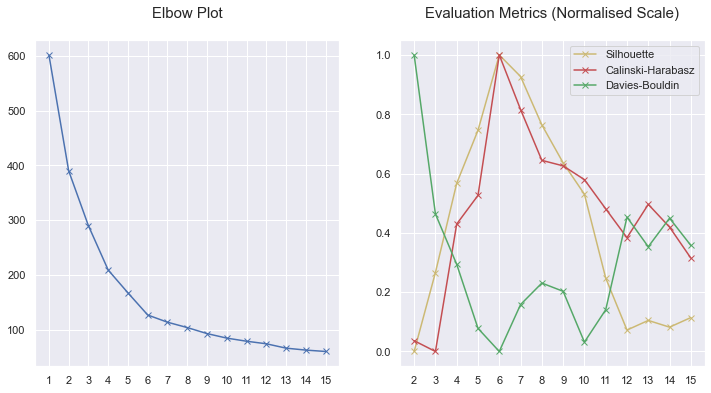 Elbow Plot
600
500
400
300
200
100
1 2 3 4 5 6 7 8 9 10 11 12 13 14 15
Evaluation Metrics (Normalised Scale)
Silhouette
Calinski-Harabasz
Davies-Bouldin
1.0
0.8
0.6
0.4
0.2
0.0
2 3 4 5 6 7 8 9 10 11 12 13 14 15